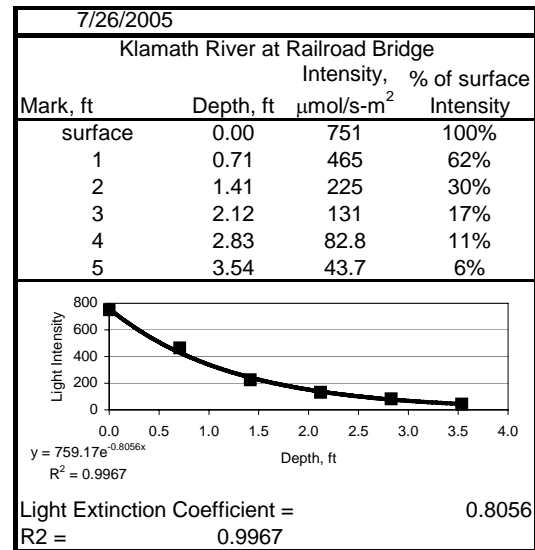 7/26/2005
Klamath River at Railroad Bridge
Mark, ft Depth, ft Intensity, μmol/s-m² % of surface Intensity
surface 0.00 751 100%
1 0.71 465 62%
2 1.41 225 30%
3 2.12 131 17%
4 2.83 82.8 11%
5 3.54 43.7 6%
Light Intensity
800
600
400
200
0
0.0 0.5 1.0 1.5 2.0 2.5 3.0 3.5 4.0
Depth, ft
y = 759.17e^-0.8056x
R² = 0.9967
Light Extinction Coefficient = 0.8056
R2 = 0.9967